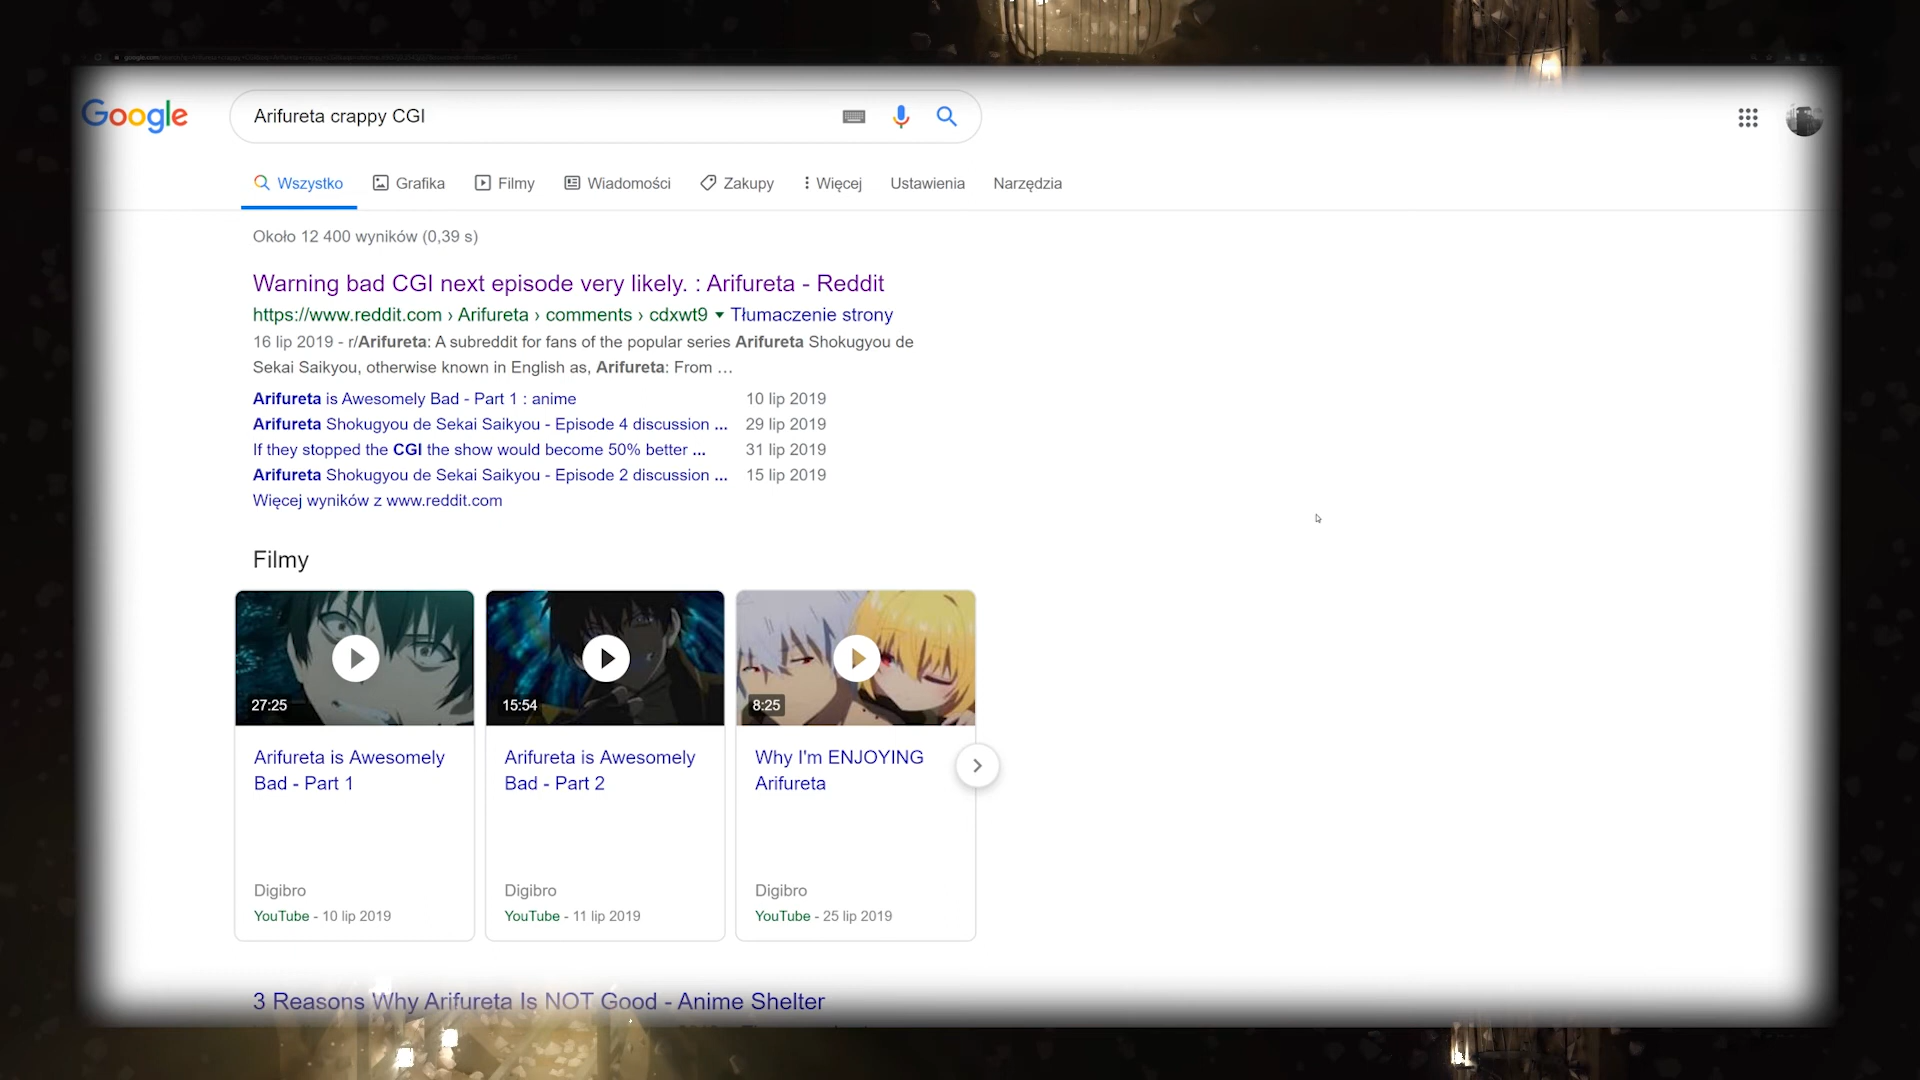 Google
Arifureta crappy CGI
Wszystko
Grafika
Filmy
Wiadomości
Zakupy
Więcej
Ustawienia
Narzędzia
Około 12 400 wyników (0,39 s)
Warning bad CGI next episode very likely. : Arifureta - Reddit
https://www.reddit.com › Arifureta › comments › cdxwt9 ▾ Tłumaczenie strony
16 lip 2019 - r/Arifureta: A subreddit for fans of the popular series Arifureta Shokugyou de
Sekai Saikyou, otherwise known in English as, Arifureta: From ...
Arifureta is Awesomely Bad - Part 1 : anime 10 lip 2019
Arifureta Shokugyou de Sekai Saikyou - Episode 4 discussion ... 29 lip 2019
If they stopped the CGI the show would become 50% better ... 31 lip 2019
Arifureta Shokugyou de Sekai Saikyou - Episode 2 discussion ... 15 lip 2019
Więcej wyników z www.reddit.com
Filmy
27:25
Arifureta is Awesomely
Bad - Part 1
Digibro
YouTube - 10 lip 2019
15:54
Arifureta is Awesomely
Bad - Part 2
Digibro
YouTube - 11 lip 2019
8:25
Why I'm ENJOYING
Arifureta
Digibro
YouTube - 25 lip 2019
3 Reasons Why Arifureta Is NOT Good - Anime Shelter